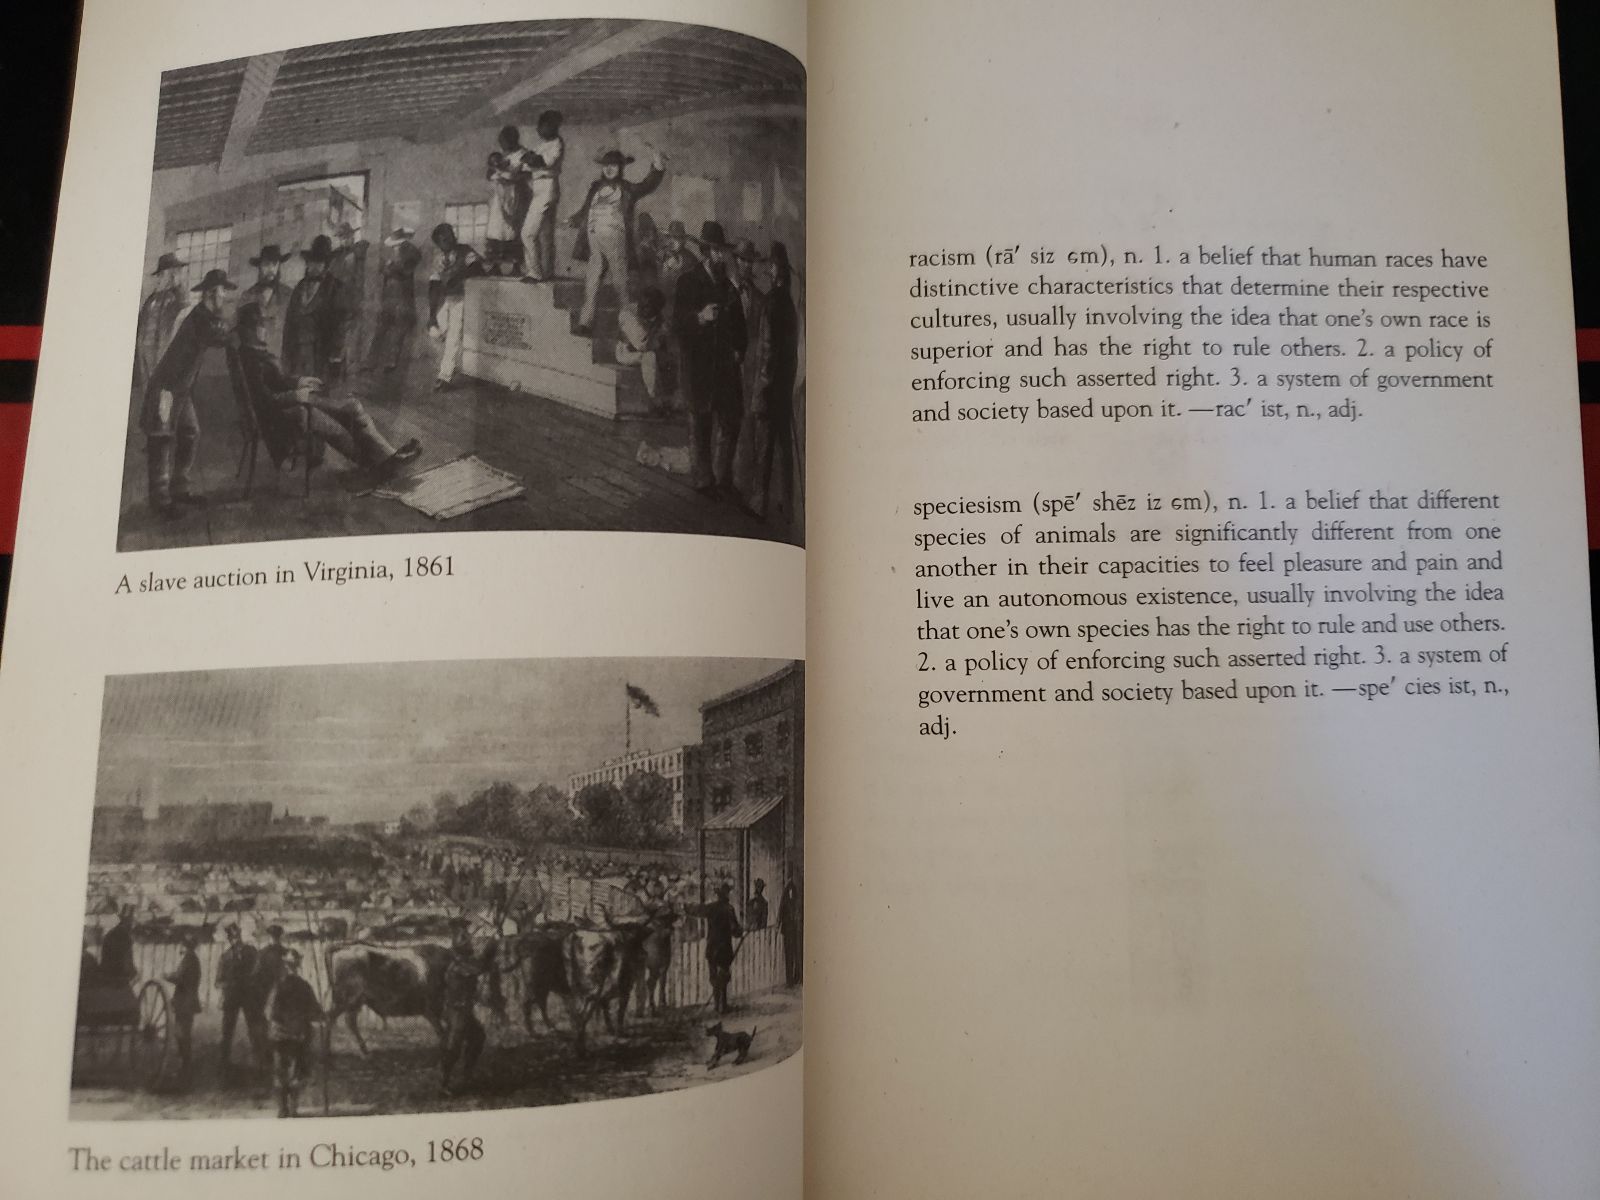 A slave auction in Virginia, 1861
The cattle market in Chicago, 1868
racism (rā′ siz ɢm), n. 1. a belief that human races have
distinctive characteristics that determine their respective
cultures, usually involving the idea that one's own race is
superior and has the right to rule others. 2. a policy of
enforcing such asserted right. 3. a system of government
and society based upon it. —rac′ ist, n., adj.
speciesism (spē′ shēz iz ɢm), n. 1. a belief that different
species of animals are significantly different from one
another in their capacities to feel pleasure and pain and
live an autonomous existence, usually involving the idea
that one's own species has the right to rule and use others.
2. a policy of enforcing such asserted right. 3. a system of
government and society based upon it. —spe′ cies ist, n.,
adj.